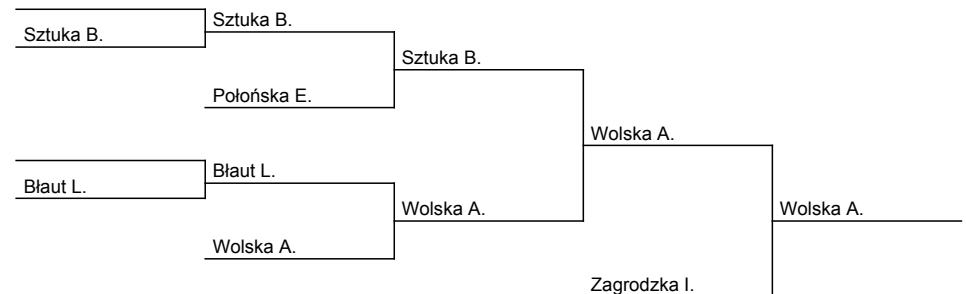 Sztuka B.
Sztuka B.
Sztuka B.
Połońska E.
Wolska A.
Błaut L.
Błaut L.
Wolska A.
Wolska A.
Wolska A.
Zagrodzka I.